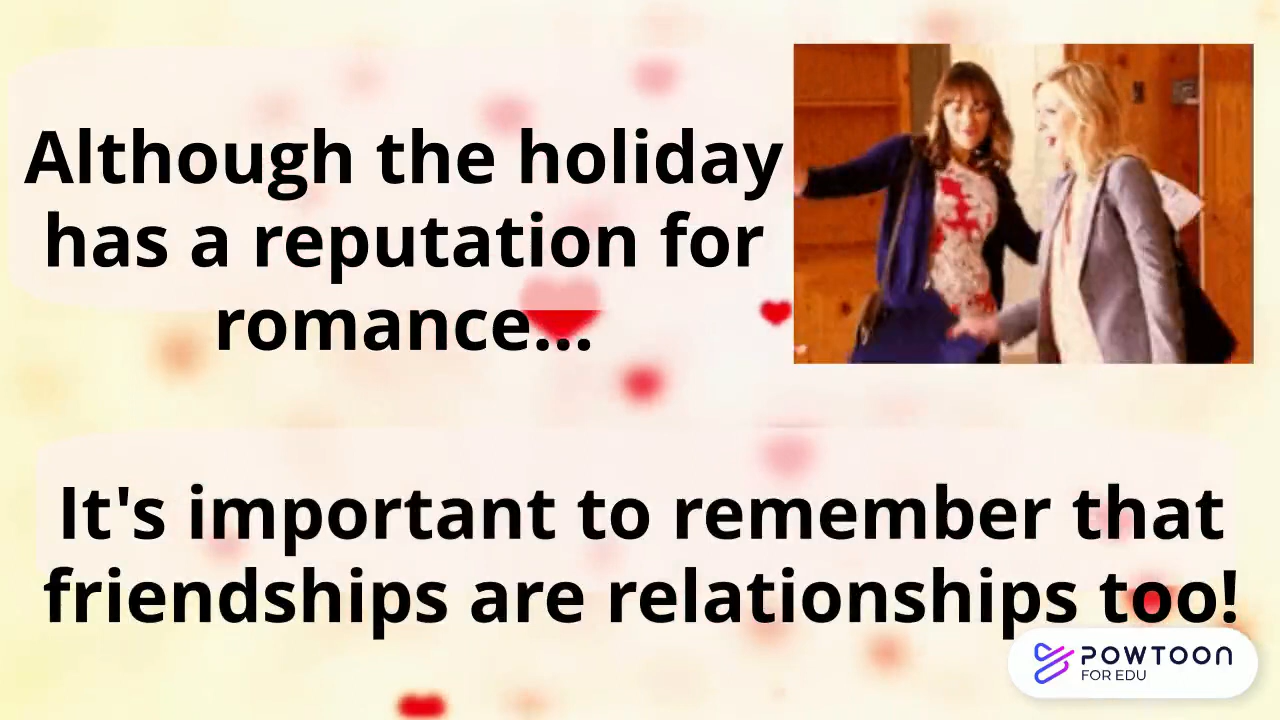 Although the holiday
has a reputation for
romance...
It's important to remember that
friendships are relationships too!
POWTOON
FOR EDU